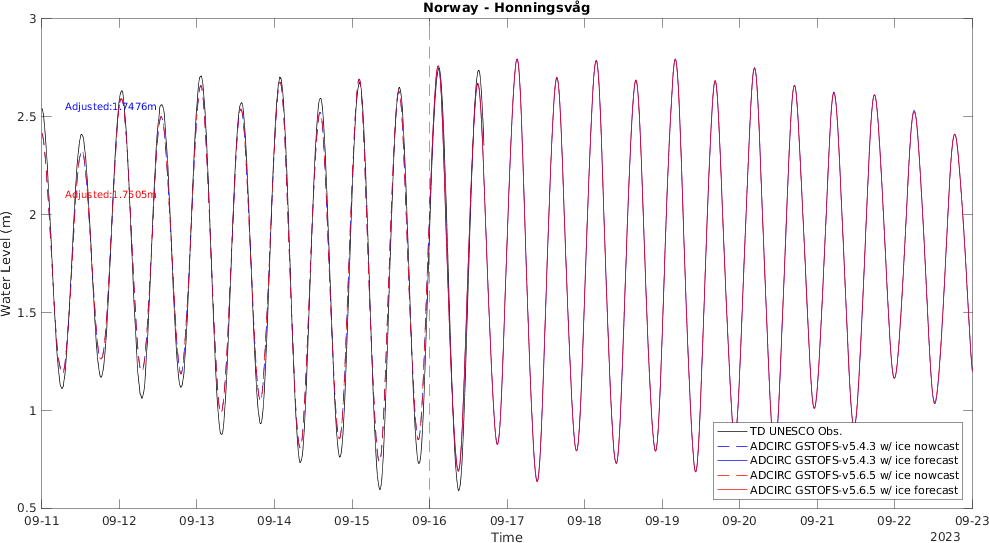 Norway - Honningsvåg
3
2.5
2
1.5
1
0.5
Water Level (m)
Adjusted:1.7476m
Adjusted:1.7505m
TD UNESCO Obs.
ADCIRC GSTOFS-v5.4.3 w/ ice nowcast
ADCIRC GSTOFS-v5.4.3 w/ ice forecast
ADCIRC GSTOFS-v5.6.5 w/ ice nowcast
ADCIRC GSTOFS-v5.6.5 w/ ice forecast
09-11 09-12 09-13 09-14 09-15 09-16 09-17 09-18 09-19 09-20 09-21 09-22 09-23
Time
2023